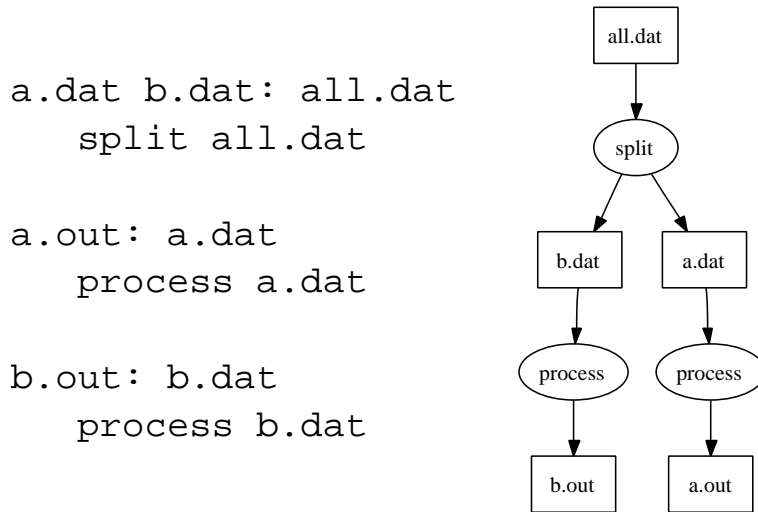 a.dat b.dat: all.dat
split all.dat
a.out: a.dat
process a.dat
b.out: b.dat
process b.dat
all.dat
split
b.dat a.dat
process process
b.out a.out